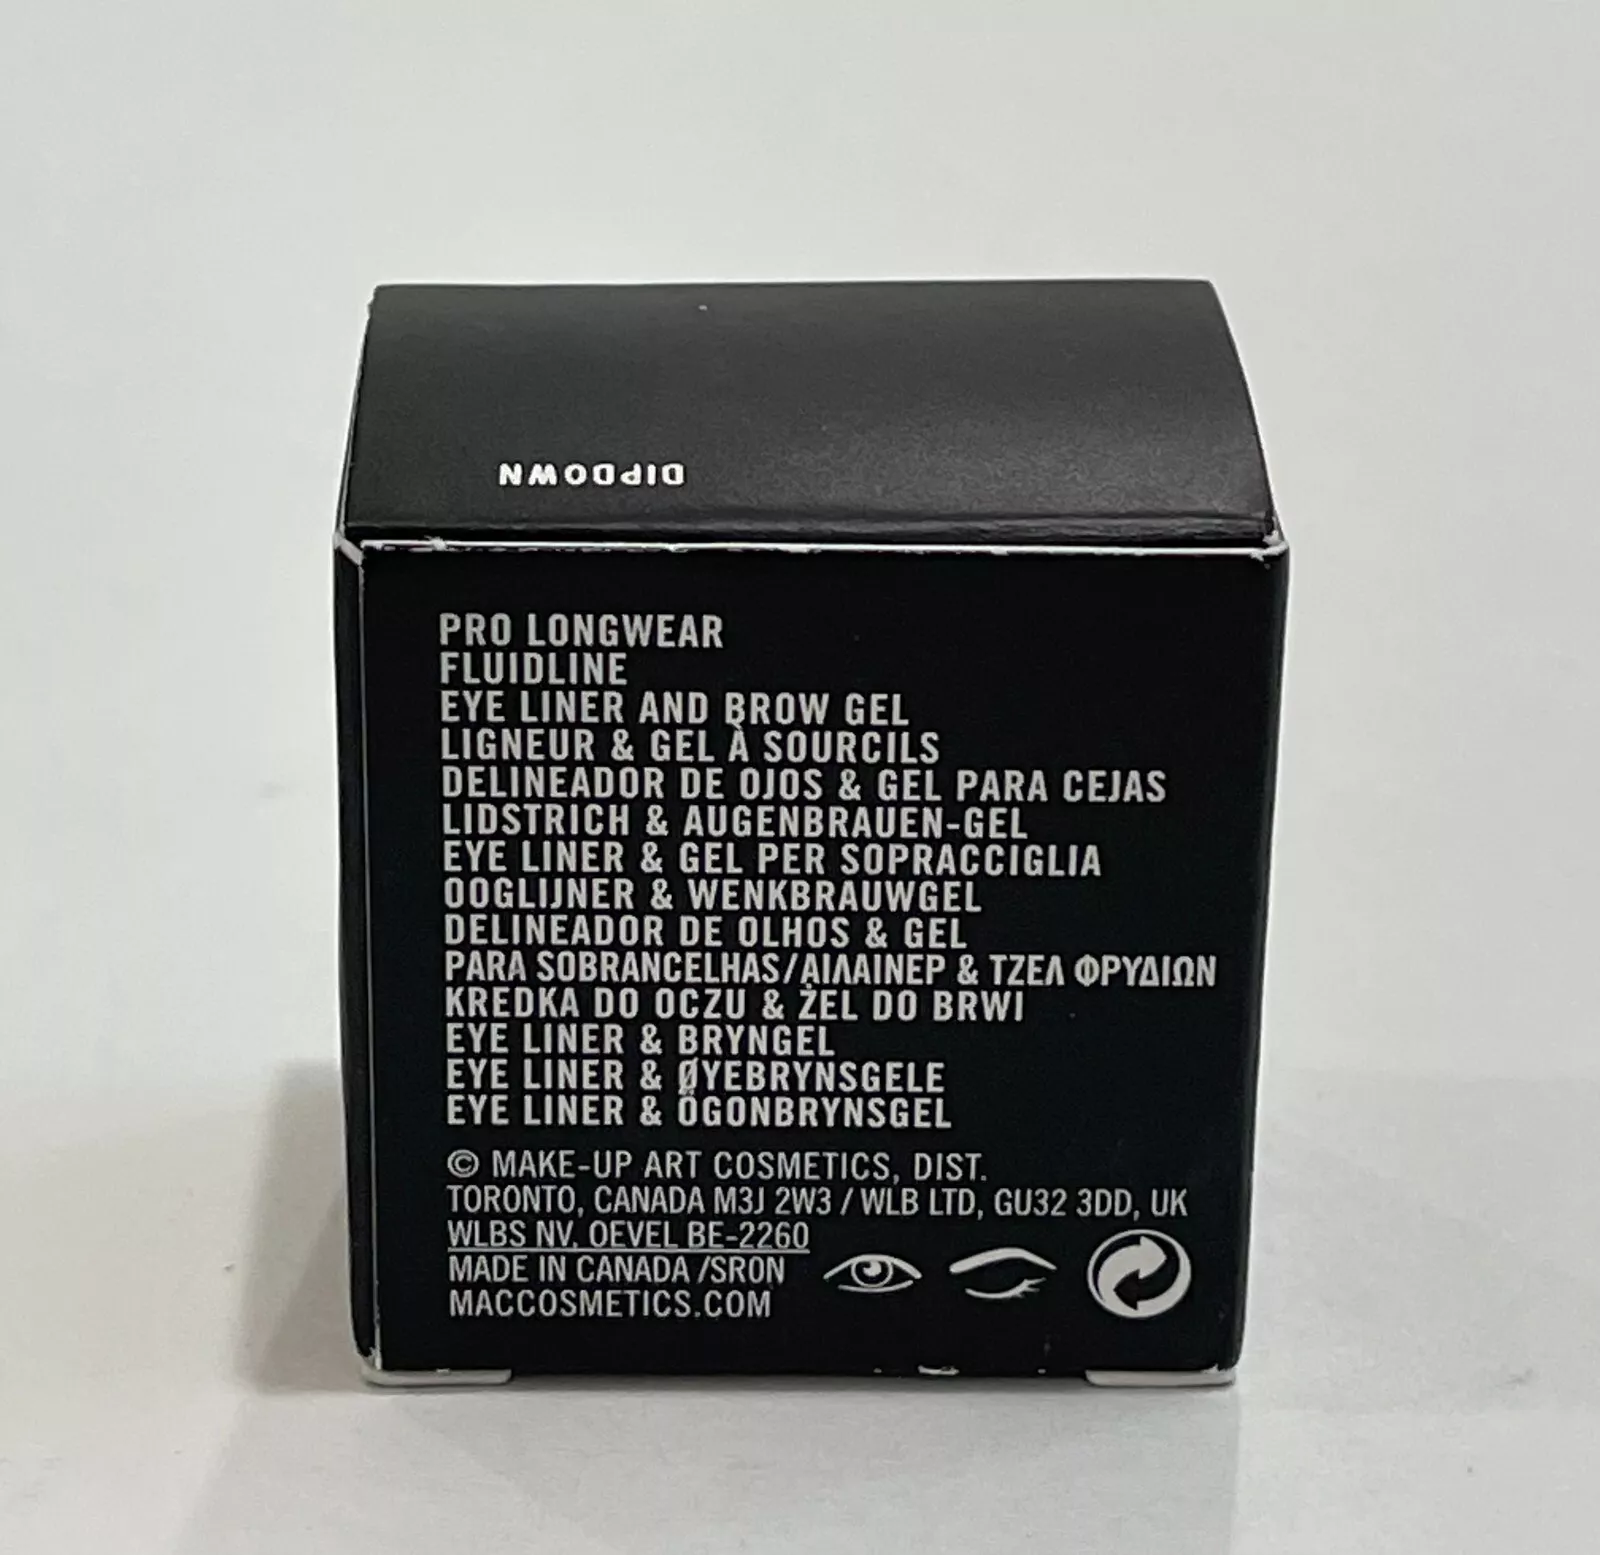 DIPDOWN
PRO LONGWEAR
FLUIDLINE
EYE LINER AND BROW GEL
LIGNEUR & GEL À SOURCILS
DELINEADOR DE OJOS & GEL PARA CEJAS
LIDSTRICH & AUGENBRAUEN-GEL
EYE LINER & GEL PER SOPRACCIGLIA
OOGLIJNER & WENKBRAUWGEL
DELINEADOR DE OLHOS & GEL
PARA SOBRANCELHAS/ΑΙΛΑΙΝΕΡ & ΤΖΕΛ ΦΡΥΔΙΩΝ
KREDKA DO OCZU & ŻEL DO BRWI
EYE LINER & BRYNGEL
EYE LINER & ØYEBRYNSGELE
EYE LINER & ÖGONBRYNSGEL
© MAKE-UP ART COSMETICS, DIST.
TORONTO, CANADA M3J 2W3 / WLB LTD, GU32 3DD, UK
WLBS NV. OEVEL BE-2260
MADE IN CANADA /SRON
MACCOSMETICS.COM